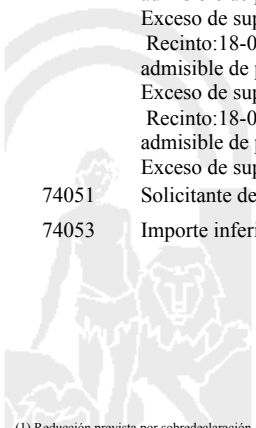 Exceso de sup
Recinto:18-0
admisible de p
Exceso de sup
Recinto:18-0
admisible de p
Exceso de sup
74051 Solicitante de
74053 Importe inferi
(1) Reducción prevista por sobredeclaración